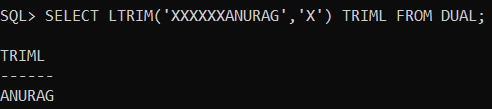 SQL> SELECT LTRIM('XXXXXXANURAG','X') TRIML FROM DUAL;
TRIML
------
ANURAG